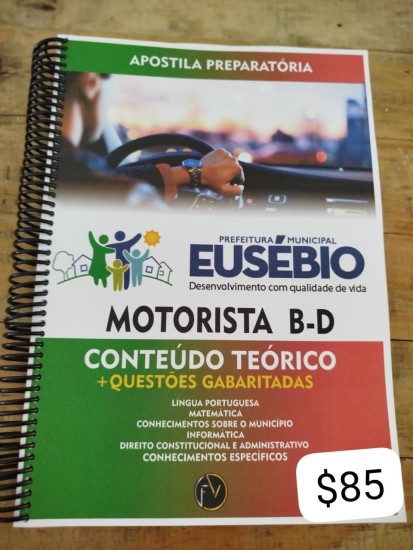 APOSTILA PREPARATÓRIA
PREFEITURA MUNICIPAL
EUSÉBIO
Desenvolvimento com qualidade de vida
MOTORISTA B-D
CONTEÚDO TEÓRICO
+QUESTÕES GABARITADAS
LÍNGUA PORTUGUESA
MATEMÁTICA
CONHECIMENTOS SOBRE O MUNICÍPIO
INFORMÁTICA
DIREITO CONSTITUCIONAL E ADMINISTRATIVO
CONHECIMENTOS ESPECÍFICOS
FV
$85